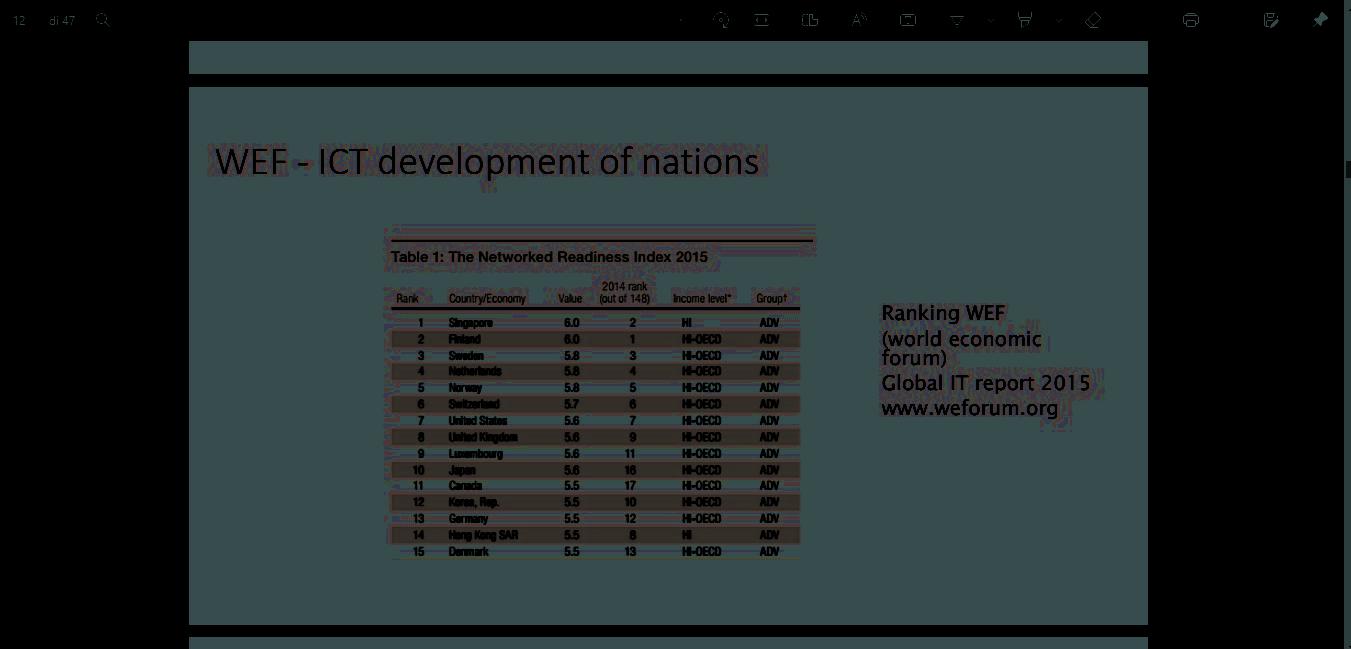 12 di 47
WEF - ICT development of nations
Table 1: The Networked Readiness Index 2015
Rank Country/Economy Value 2014 rank (out of 148) Income level* Group†
1 Singapore 6.0 2 HI ADV
2 Finland 6.0 1 HI-OECD ADV
3 Sweden 5.8 3 HI-OECD ADV
4 Netherlands 5.8 4 HI-OECD ADV
5 Norway 5.8 5 HI-OECD ADV
6 Switzerland 5.7 6 HI-OECD ADV
7 United States 5.6 7 HI-OECD ADV
8 United Kingdom 5.6 9 HI-OECD ADV
9 Luxembourg 5.6 11 HI-OECD ADV
10 Japan 5.6 16 HI-OECD ADV
11 Canada 5.5 17 HI-OECD ADV
12 Korea, Rep. 5.5 10 HI-OECD ADV
13 Germany 5.5 12 HI-OECD ADV
14 Hong Kong SAR 5.5 8 HI ADV
15 Denmark 5.5 13 HI-OECD ADV
Ranking WEF
(world economic
forum)
Global IT report 2015
www.weforum.org